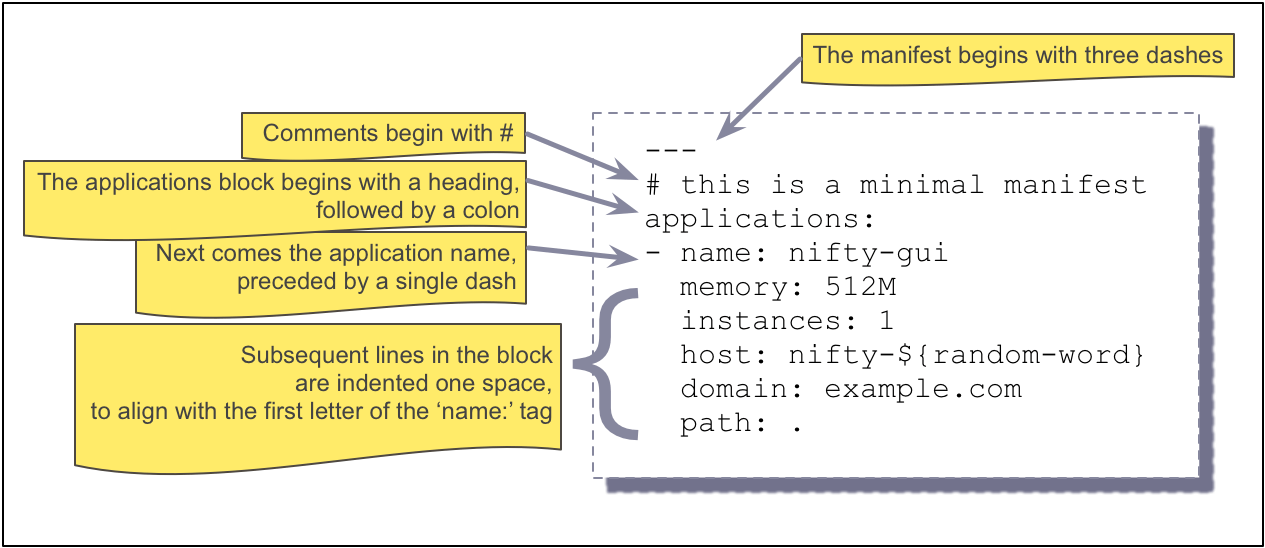 The manifest begins with three dashes
Comments begin with #
The applications block begins with a heading,
followed by a colon
Next comes the application name,
preceded by a single dash
Subsequent lines in the block
are indented one space,
to align with the first letter of the ‘name:’ tag
---
# this is a minimal manifest
applications:
- name: nifty-gui
  memory: 512M
  instances: 1
  host: nifty-${random-word}
  domain: example.com
  path: .